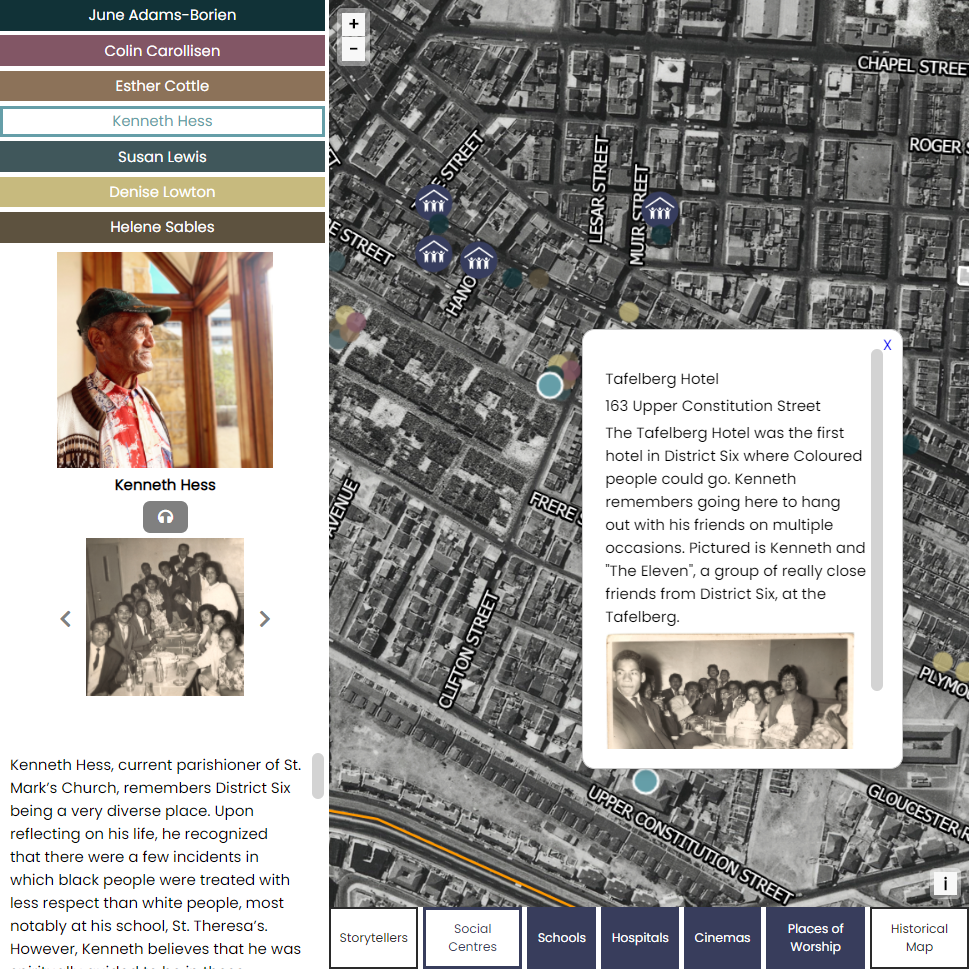 June Adams-Borien
Colin Carollisen
Esther Cottle
Kenneth Hess
Susan Lewis
Denise Lowton
Helene Sables
Kenneth Hess
Kenneth Hess, current parishioner of St.
Mark's Church, remembers District Six
being a very diverse place. Upon
reflecting on his life, he recognized
that there were a few incidents in
which black people were treated with
less respect than white people, most
notably at his school, St. Theresa's.
However, Kenneth believes that he was
+
-
CHAPEL STREET
ROGER S
E STREET
LESAR STREET
MUIR STREET
E STREET
HANO
X
Tafelberg Hotel
163 Upper Constitution Street
The Tafelberg Hotel was the first
hotel in District Six where Coloured
people could go. Kenneth
remembers going here to hang
out with his friends on multiple
occasions. Pictured is Kenneth and
"The Eleven", a group of really close
friends from District Six, at the
Tafelberg.
AVENUE
FRERE S
CLIFTON STREET
PLYMO
UPPER CONSTITUTION STREET
GLOUCESTER R
i
Storytellers
Social
Centres
Schools
Hospitals
Cinemas
Places of
Worship
Historical
Map